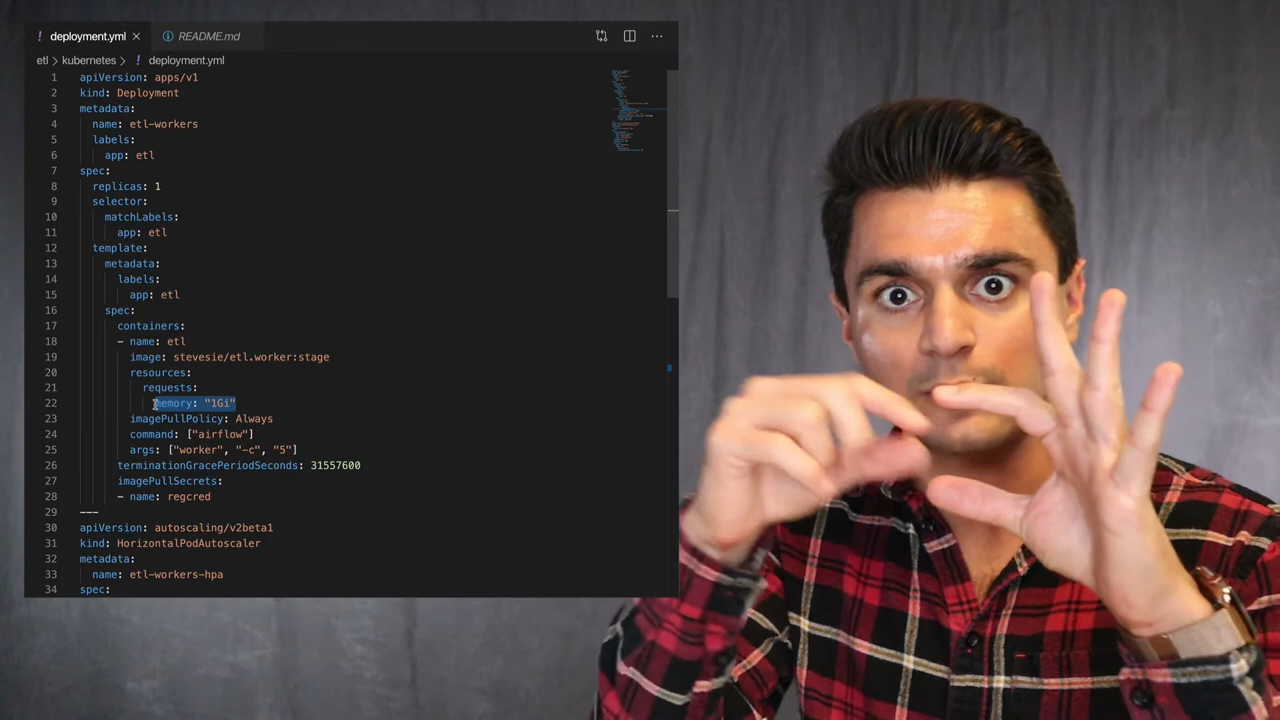 ! deployment.yml × ⓘ README.md ···
etl > kubernetes > ! deployment.yml
1 apiVersion: apps/v1
2 kind: Deployment
3 metadata:
4 name: etl-workers
5 labels:
6 app: etl
7 spec:
8 replicas: 1
9 selector:
10 matchLabels:
11 app: etl
12 template:
13 metadata:
14 labels:
15 app: etl
16 spec:
17 containers:
18 - name: etl
19 image: stevesie/etl.worker:stage
20 resources:
21 requests:
22 memory: "1Gi"
23 imagePullPolicy: Always
24 command: ["airflow"]
25 args: ["worker", "-c", "5"]
26 terminationGracePeriodSeconds: 31557600
27 imagePullSecrets:
28 - name: regcred
29 ---
30 apiVersion: autoscaling/v2beta1
31 kind: HorizontalPodAutoscaler
32 metadata:
33 name: etl-workers-hpa
34 spec: